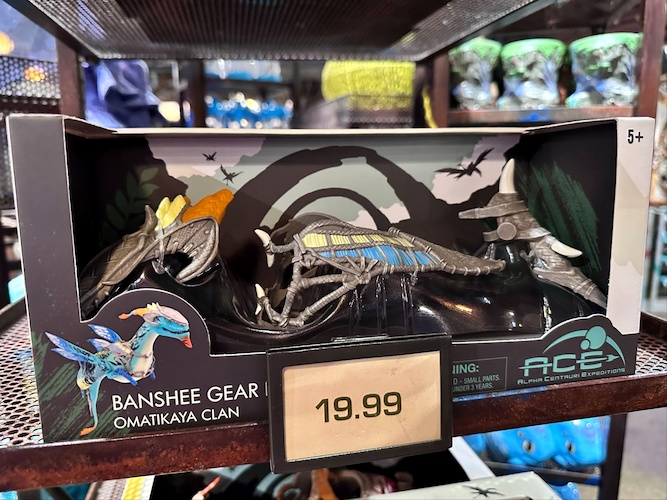 5+
BANSHEE GEAR
OMATIKAYA CLAN
19.99
NING:
D - SMALL PARTS.
UNDER 3 YEARS.
ACE
ALPHA CENTAURI EXPEDITIONS